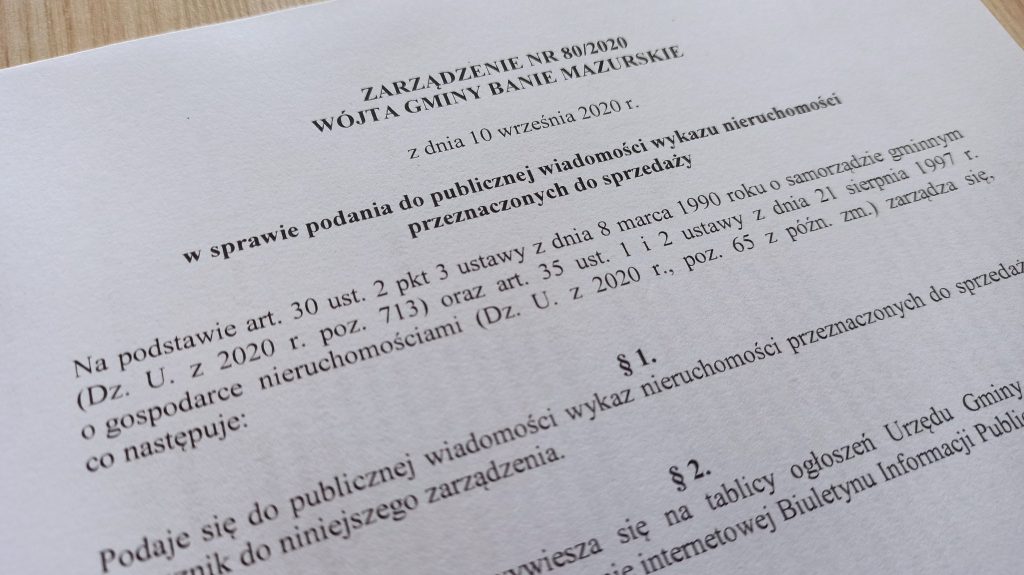 ZARZĄDZENIE NR 80/2020
WÓJTA GMINY BANIE MAZURSKIE
z dnia 10 września 2020 r.
w sprawie podania do publicznej wiadomości wykazu nieruchomości
przeznaczonych do sprzedaży
Na podstawie art. 30 ust. 2 pkt 3 ustawy z dnia 8 marca 1990 roku o samorządzie gminnym
(Dz. U. z 2020 r. poz. 713) oraz art. 35 ust. 1 i 2 ustawy z dnia 21 sierpnia 1997 r.
o gospodarce nieruchomościami (Dz. U. z 2020 r., poz. 65 z późn. zm.) zarządza się,
co następuje:
§ 1.
Podaje się do publicznej wiadomości wykaz nieruchomości przeznaczonych do sprzedaż
do niniejszego zarządzenia.
§ 2.
się na tablicy ogłoszeń Urzędu Gminy
internetowej Biuletynu Informacji Public